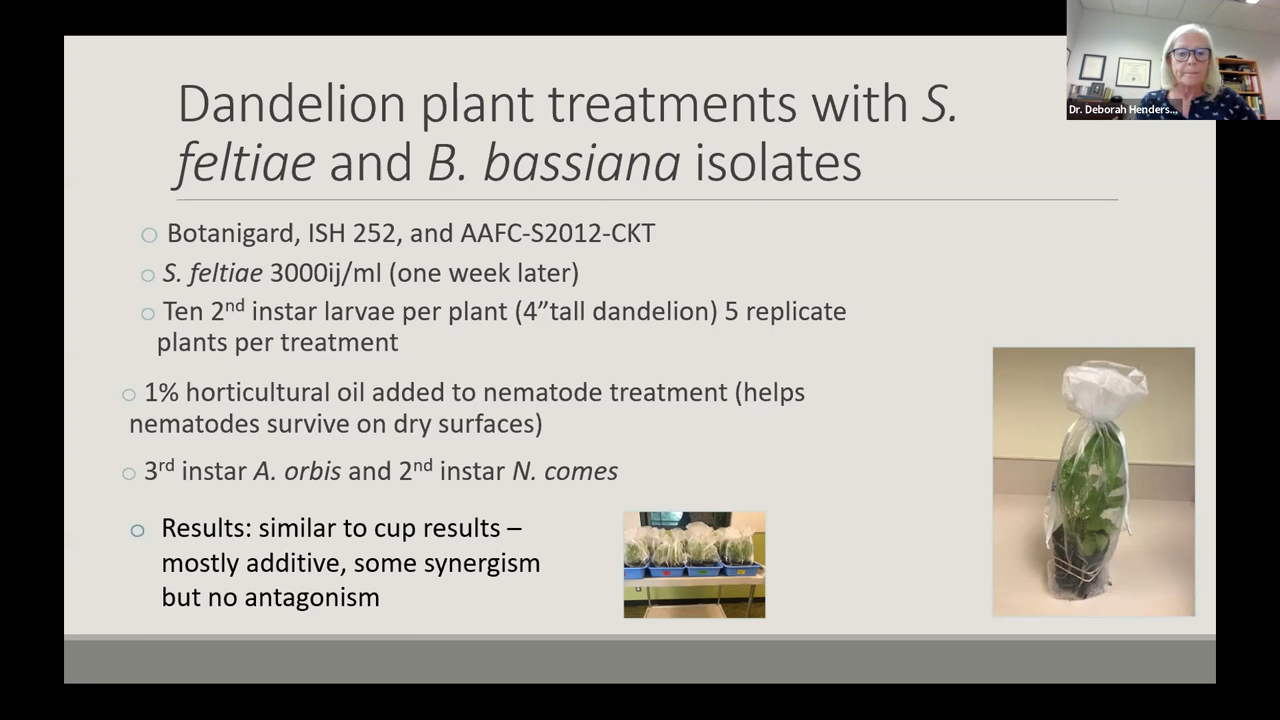 Dandelion plant treatments with S.
feltiae and B. bassiana isolates
Dr. Deborah Henders...
Botanigard, ISH 252, and AAFC-S2012-CKT
S. feltiae 3000ij/ml (one week later)
Ten 2nd instar larvae per plant (4”tall dandelion) 5 replicate
plants per treatment
1% horticultural oil added to nematode treatment (helps
nematodes survive on dry surfaces)
3rd instar A. orbis and 2nd instar N. comes
Results: similar to cup results –
mostly additive, some synergism
but no antagonism